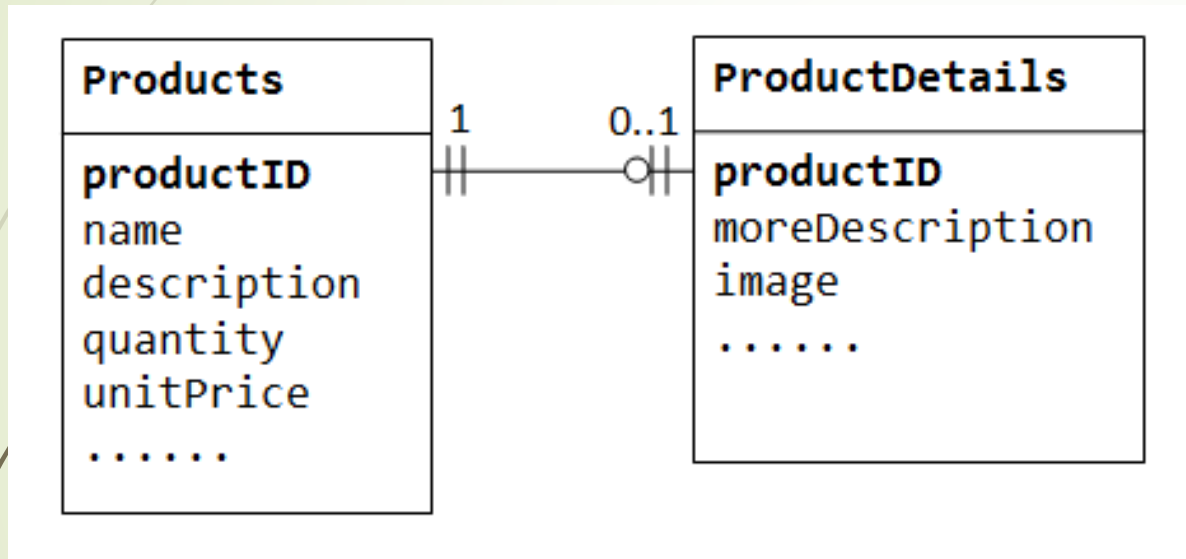 Products
productID
name
description
quantity
unitPrice
......
1
0..1
ProductDetails
productID
moreDescription
image
......